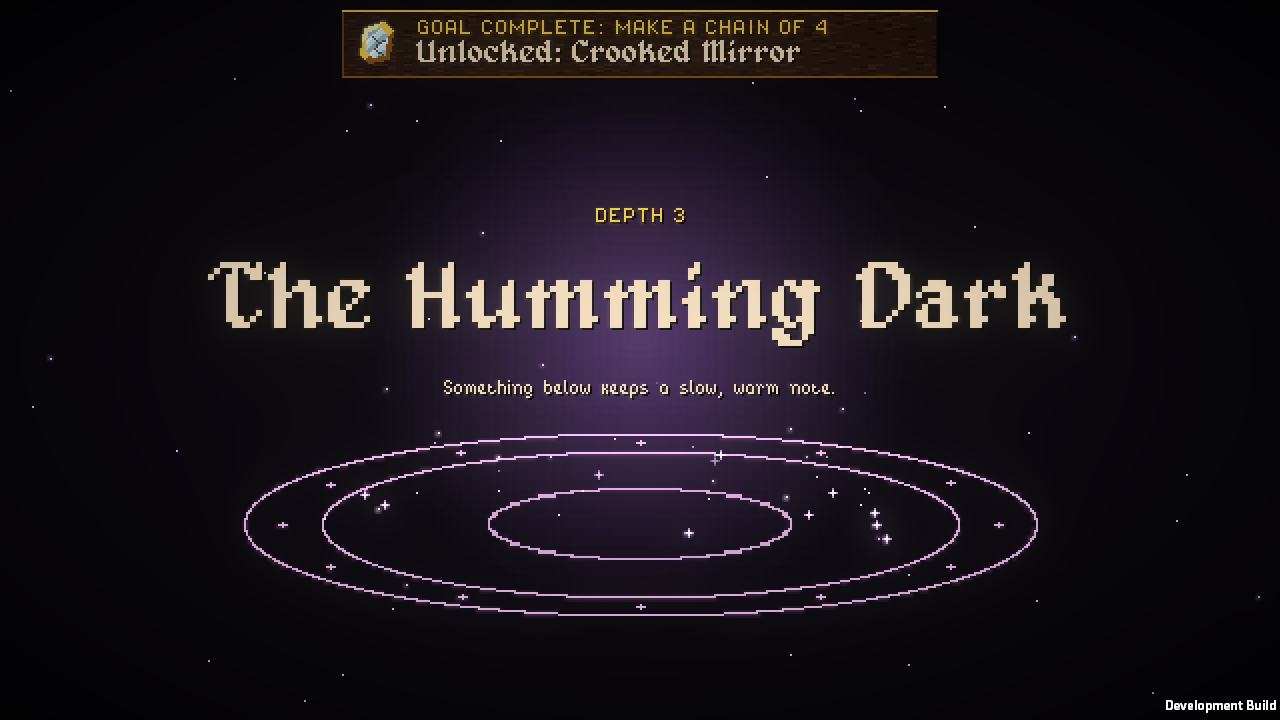 GOAL COMPLETE: MAKE A CHAIN OF 4
Unlocked: Crooked Mirror
DEPTH 3
The Humming Dark
Something below keeps a slow, warm note.
Development Build